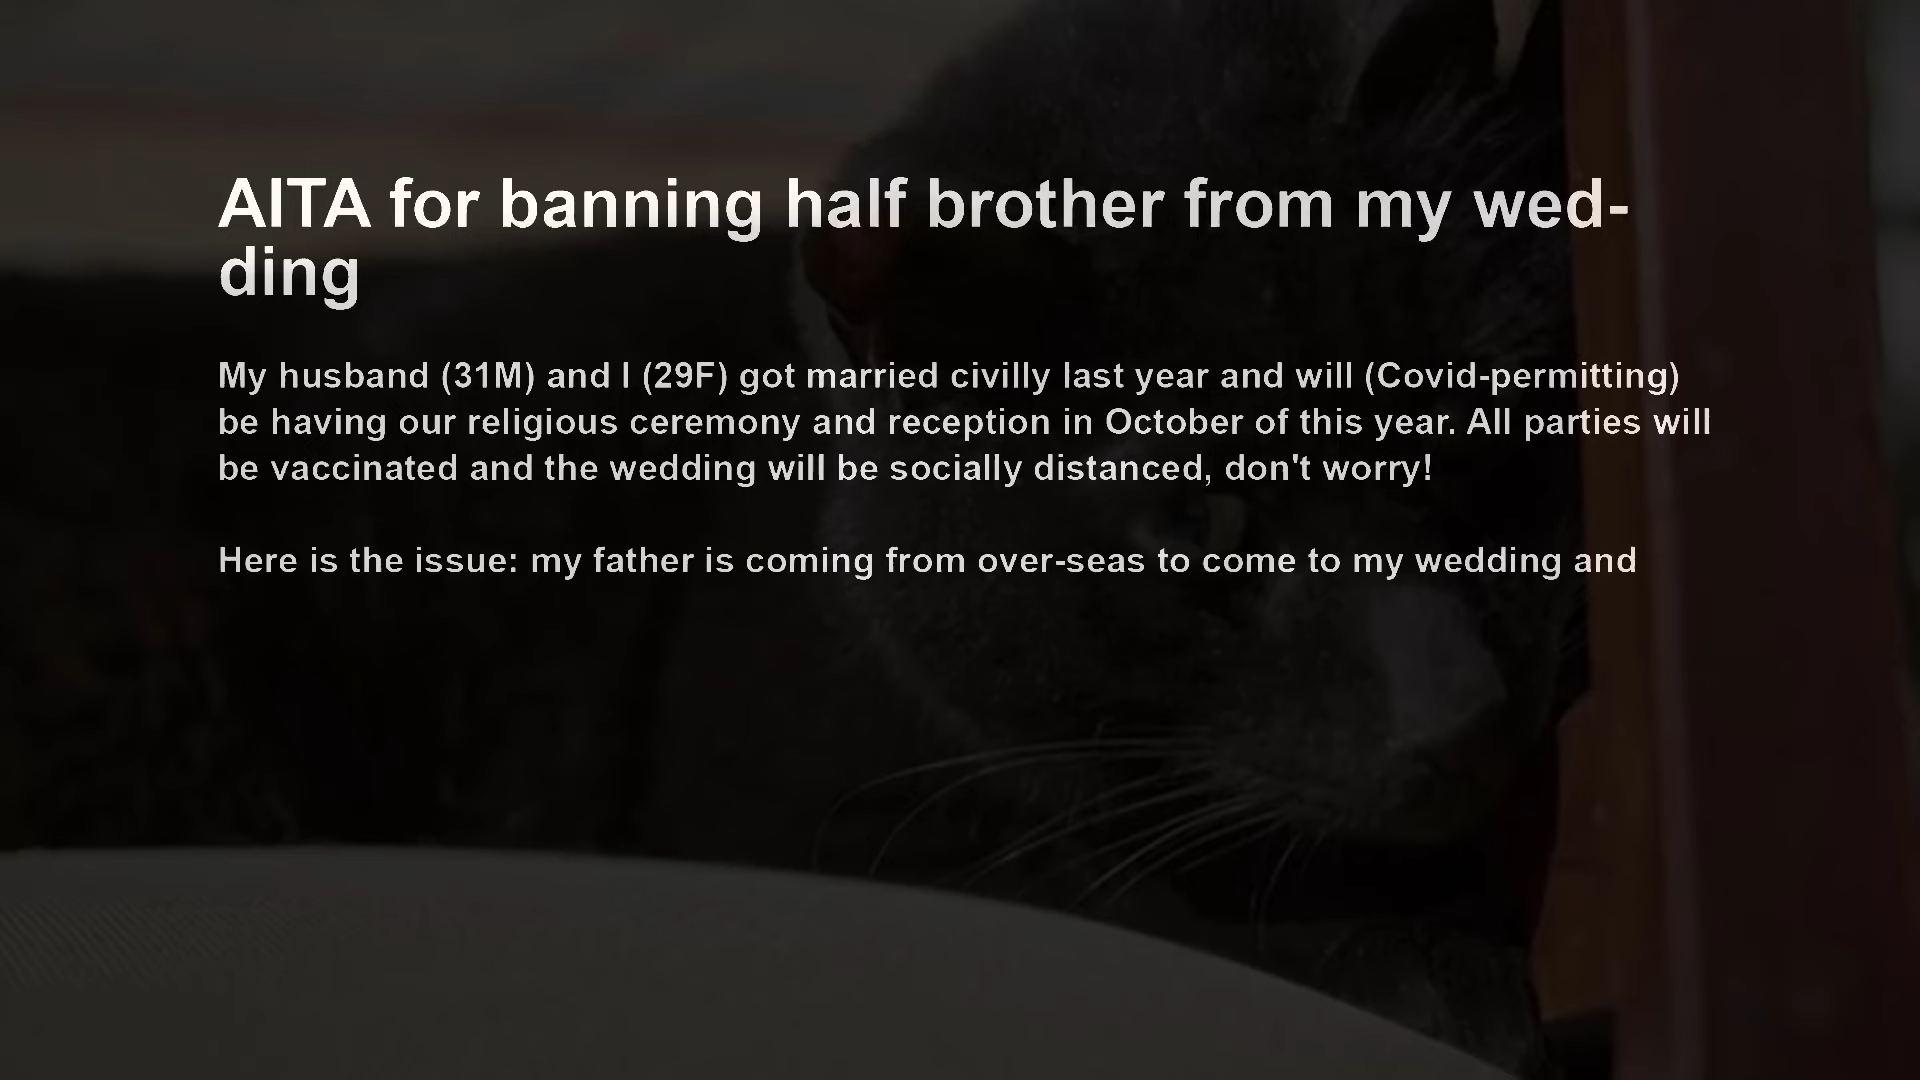 AITA for banning half brother from my wed-
ding
My husband (31M) and I (29F) got married civilly last year and will (Covid-permitting)
be having our religious ceremony and reception in October of this year. All parties will
be vaccinated and the wedding will be socially distanced, don't worry!
Here is the issue: my father is coming from over-seas to come to my wedding and